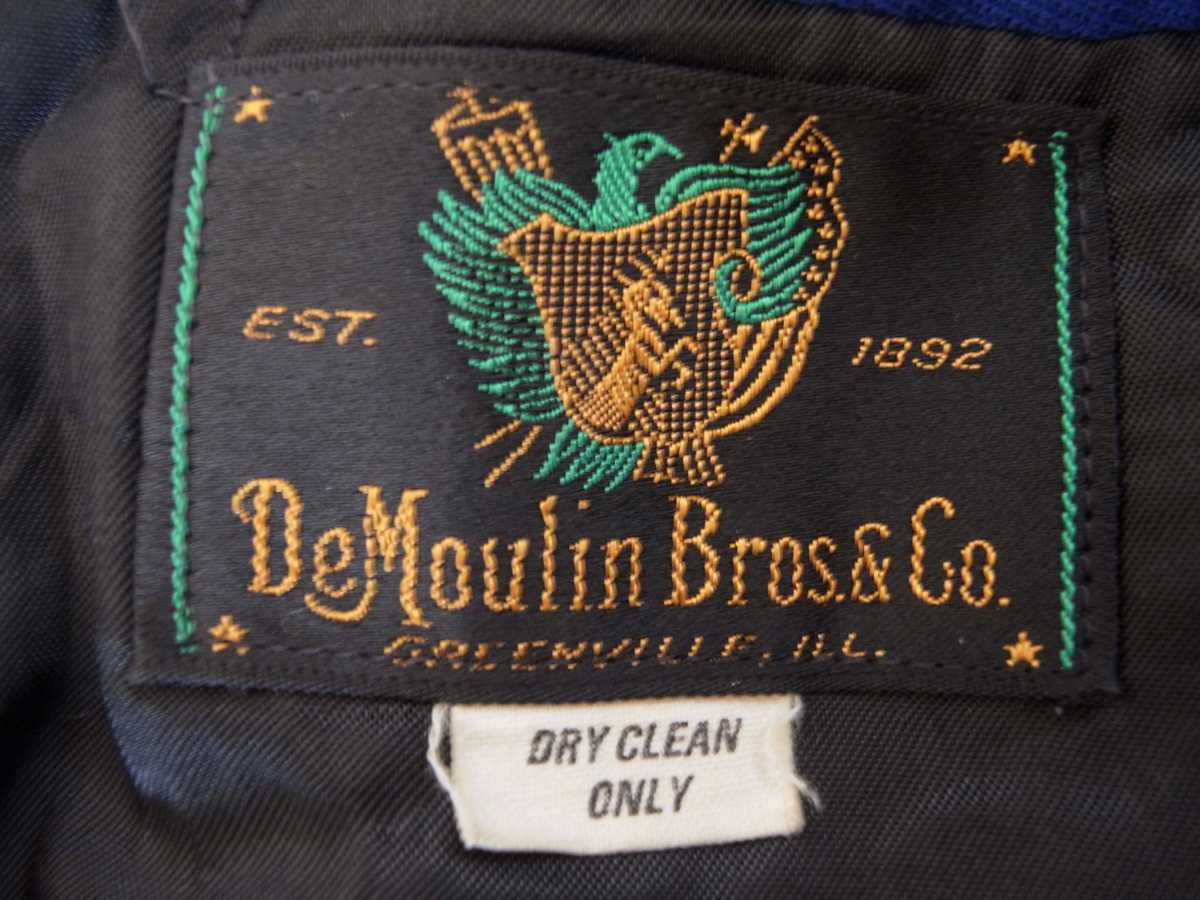 EST. 1892
DeMoulin Bros. & Co.
GREENVILLE, ILL.
DRY CLEAN
ONLY